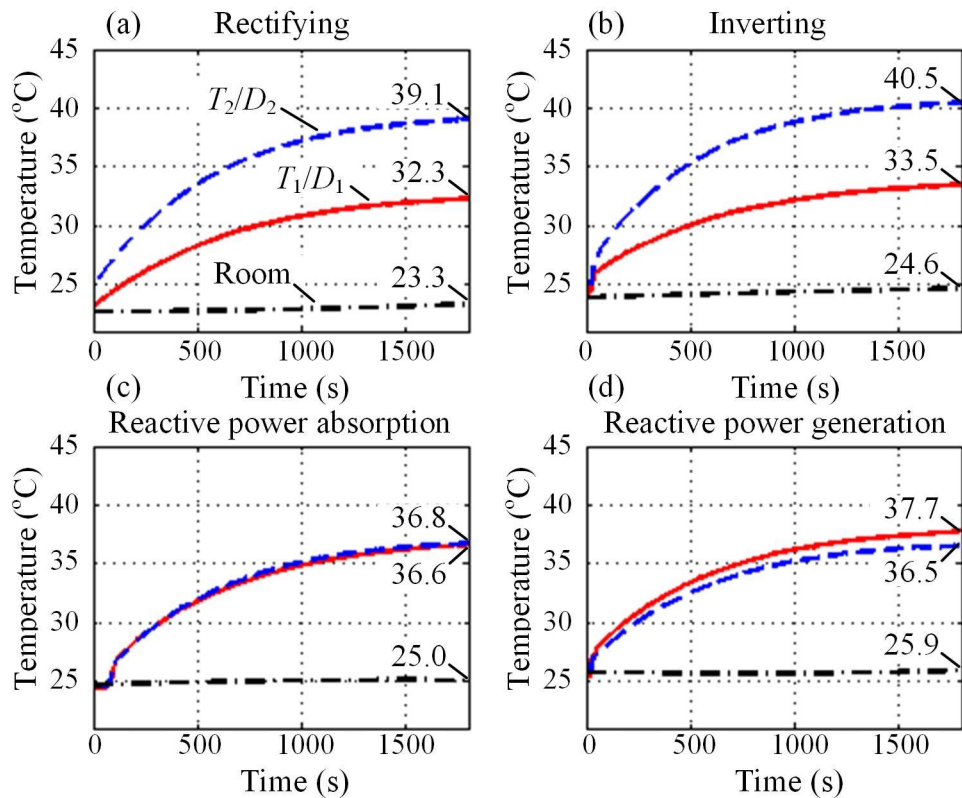 (a) Rectifying
45
40
35
30
25
Temperature (°C)
T₂/D₂
39.1
T₁/D₁
32.3
Room
23.3
0 500 1000 1500
Time (s)
(b) Inverting
45
40
35
30
25
Temperature (°C)
40.5
33.5
24.6
0 500 1000 1500
Time (s)
(c)
Reactive power absorption
45
40
35
30
25
Temperature (°C)
36.8
36.6
25.0
0 500 1000 1500
Time (s)
(d)
Reactive power generation
45
40
35
30
25
Temperature (°C)
37.7
36.5
25.9
0 500 1000 1500
Time (s)